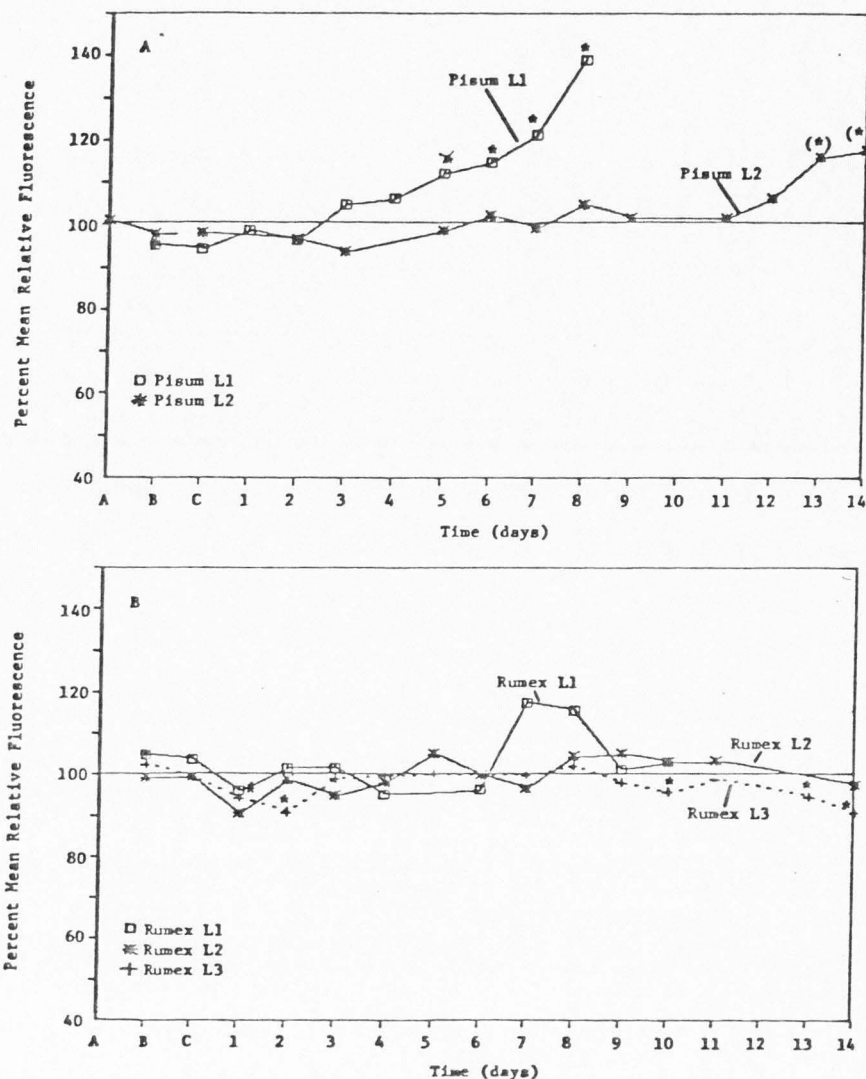 A
140
120
100
80
60
40
Percent Mean Relative Fluorescence
Pisum L1
Pisum L2
* * * *
(*) (*
□ Pisum L1
* Pisum L2
A B C 1 2 3 4 5 6 7 8 9 10 11 12 13 14
Time (days)
B
140
120
100
80
60
40
Percent Mean Relative Fluorescence
Rumex L1
Rumex L2
Rumex L3
□ Rumex L1
* Rumex L2
+ Rumex L3
A B C 1 2 3 4 5 6 7 8 9 10 11 12 13 14
Time (days)